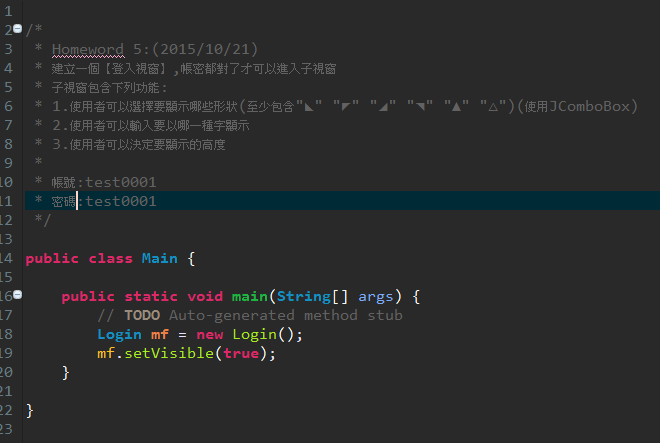 1
2 /*
3 * Homeword 5:(2015/10/21)
4 * 建立一個【登入視窗】,帳密都對了才可以進入子視窗
5 * 子視窗包含下列功能:
6 * 1.使用者可以選擇要顯示哪些形狀(至少包含"◣" "◤" "◢" "◥" "▲" "△")(使用JComboBox)
7 * 2.使用者可以輸入要以哪一種字顯示
8 * 3.使用者可以決定要顯示的高度
9 *
10 * 帳號:test0001
11 * 密碼:test0001
12 */
13
14 public class Main {
15
16 public static void main(String[] args) {
17 // TODO Auto-generated method stub
18 Login mf = new Login();
19 mf.setVisible(true);
20 }
21
22 }
23